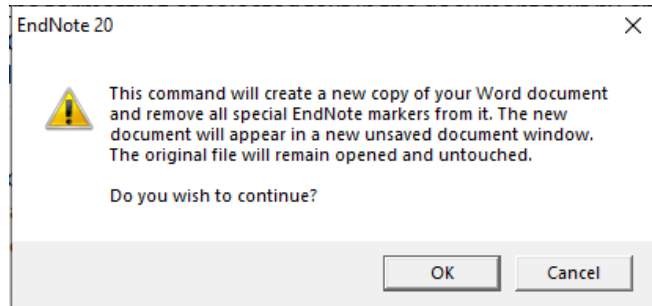 EndNote 20
This command will create a new copy of your Word document
and remove all special EndNote markers from it. The new
document will appear in a new unsaved document window.
The original file will remain opened and untouched.
Do you wish to continue?
OK
Cancel